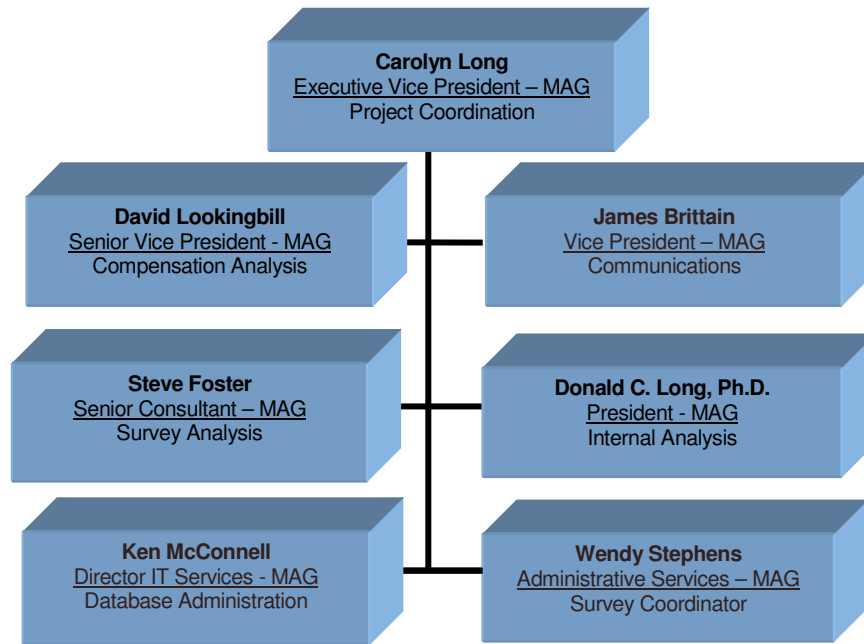 Carolyn Long
Executive Vice President – MAG
Project Coordination
David Lookingbill
Senior Vice President - MAG
Compensation Analysis
James Brittain
Vice President – MAG
Communications
Steve Foster
Senior Consultant – MAG
Survey Analysis
Donald C. Long, Ph.D.
President - MAG
Internal Analysis
Ken McConnell
Director IT Services - MAG
Database Administration
Wendy Stephens
Administrative Services – MAG
Survey Coordinator